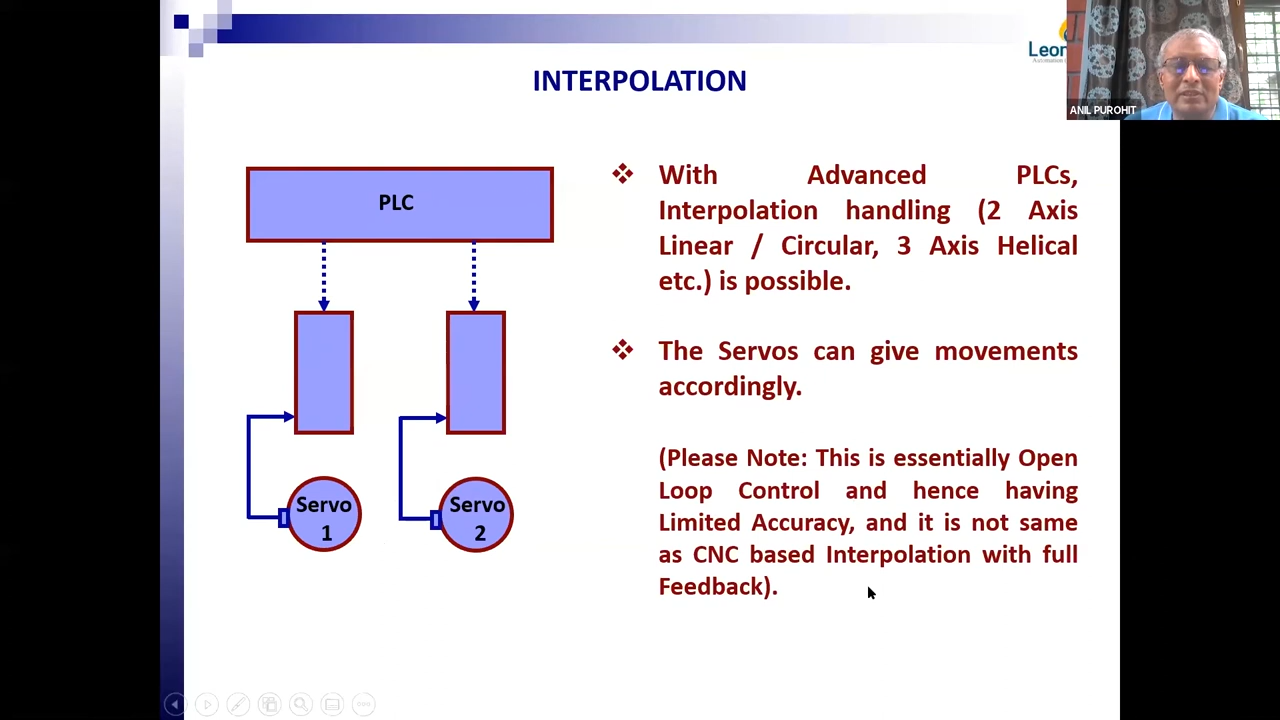 INTERPOLATION
Leon
ANIL PUROHIT
PLC
Servo
1
Servo
2
❖ With Advanced PLCs,
Interpolation handling (2 Axis
Linear / Circular, 3 Axis Helical
etc.) is possible.
❖ The Servos can give movements
accordingly.
(Please Note: This is essentially Open
Loop Control and hence having
Limited Accuracy, and it is not same
as CNC based Interpolation with full
Feedback).